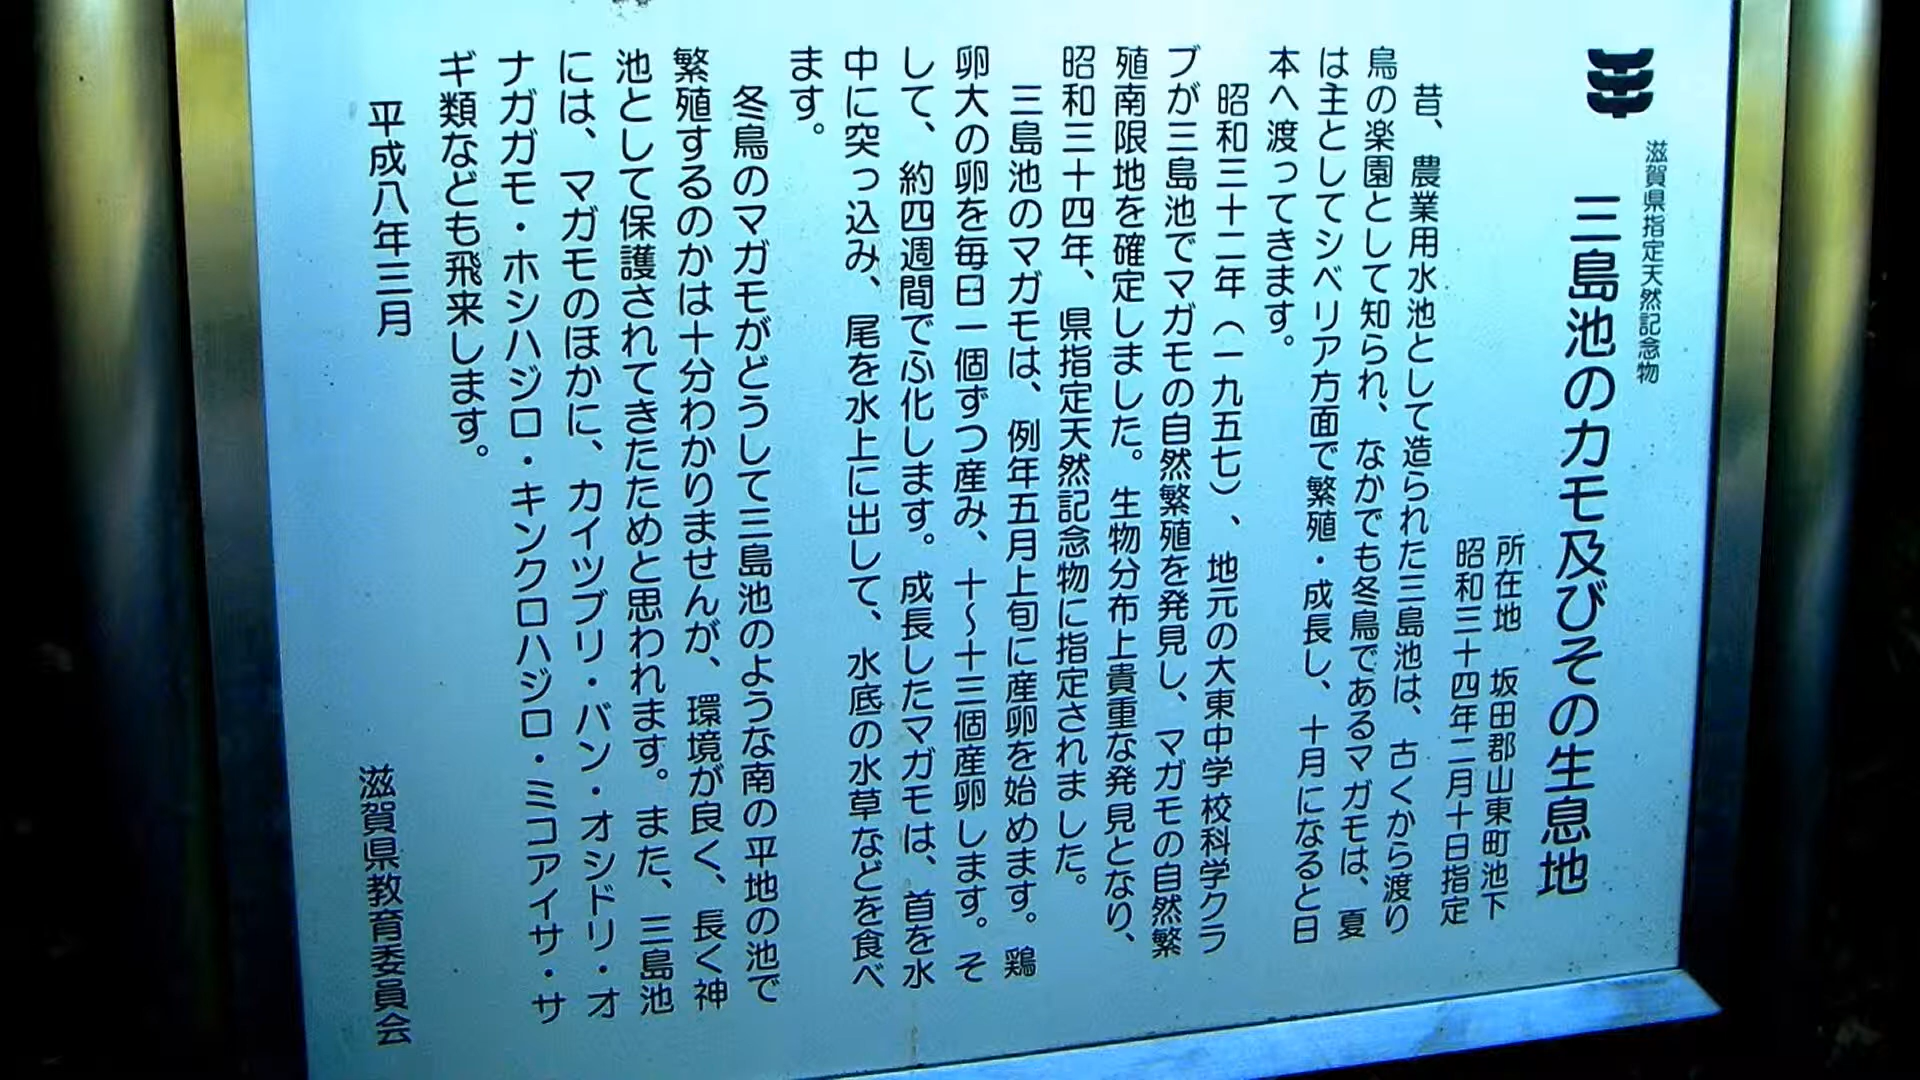 滋賀県指定天然記念物
三島池のカモ及びその生息地
所在地　坂田郡山東町池下
昭和三十四年二月十日指定
昔、農業用水池として造られた三島池は、古くから渡り
鳥の楽園として知られ、なかでも冬鳥であるマガモは、夏
は主としてシベリア方面で繁殖・成長し、十月になると日
本へ渡ってきます。
昭和三十二年（一九五七）、地元の大東中学校科学クラ
ブが三島池でマガモの自然繁殖を発見し、マガモの自然繁
殖南限地を確定しました。生物分布上貴重な発見となり、
昭和三十四年、県指定天然記念物に指定されました。
三島池のマガモは、例年五月上旬に産卵を始めます。鶏
卵大の卵を毎日一個ずつ産み、十〜十三個産卵します。そ
して、約四週間でふ化します。成長したマガモは、首を水
中に突っ込み、尾を水上に出して、水底の水草などを食べ
ます。
冬鳥のマガモがどうして三島池のような南の平地の池で
繁殖するのかは十分わかりませんが、環境が良く、長く神
池として保護されてきたためと思われます。また、三島池
には、マガモのほかに、カイツブリ・バン・オシドリ・オ
ナガガモ・ホシハジロ・キンクロハジロ・ミコアイサ・サ
ギ類なども飛来します。
平成八年三月
滋賀県教育委員会